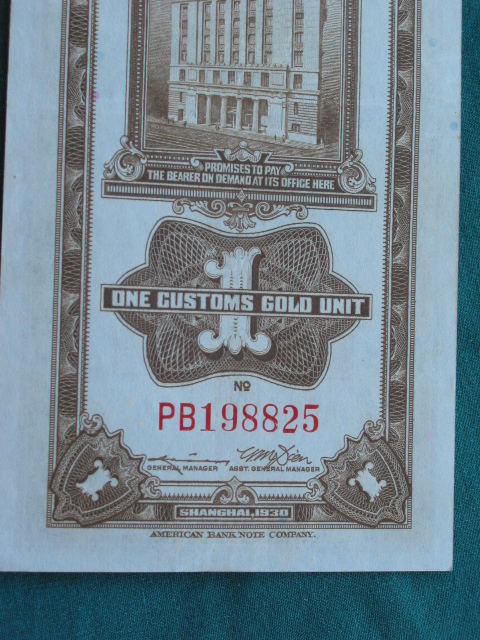 PROMISES TO PAY
THE BEARER ON DEMAND AT ITS OFFICE HERE
1
ONE CUSTOMS GOLD UNIT
No
PB198825
GENERAL MANAGER ASST. GENERAL MANAGER
SHANGHAI, 1930
AMERICAN BANK NOTE COMPANY.